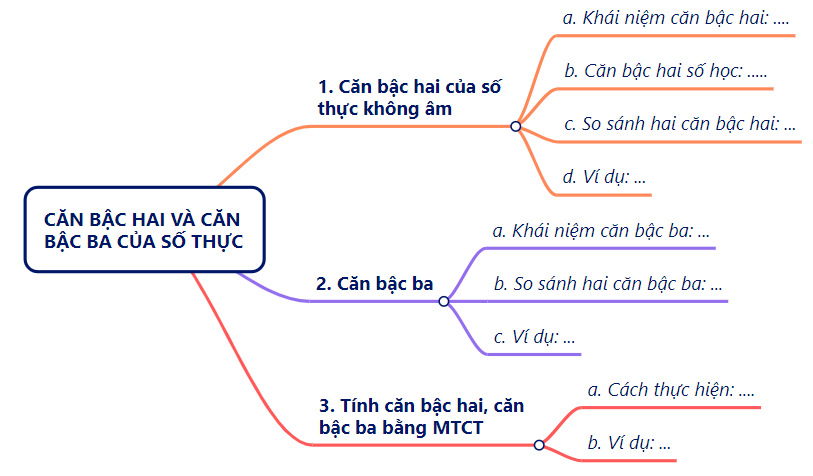 CĂN BẬC HAI VÀ CĂN
BẬC BA CỦA SỐ THỰC
1. Căn bậc hai của số
thực không âm
a. Khái niệm căn bậc hai: ....
b. Căn bậc hai số học: .....
c. So sánh hai căn bậc hai: ...
d. Ví dụ: ...
2. Căn bậc ba
a. Khái niệm căn bậc ba: ...
b. So sánh hai căn bậc ba: ...
c. Ví dụ: ...
3. Tính căn bậc hai, căn
bậc ba bằng MTCT
a. Cách thực hiện: ....
b. Ví dụ: ...